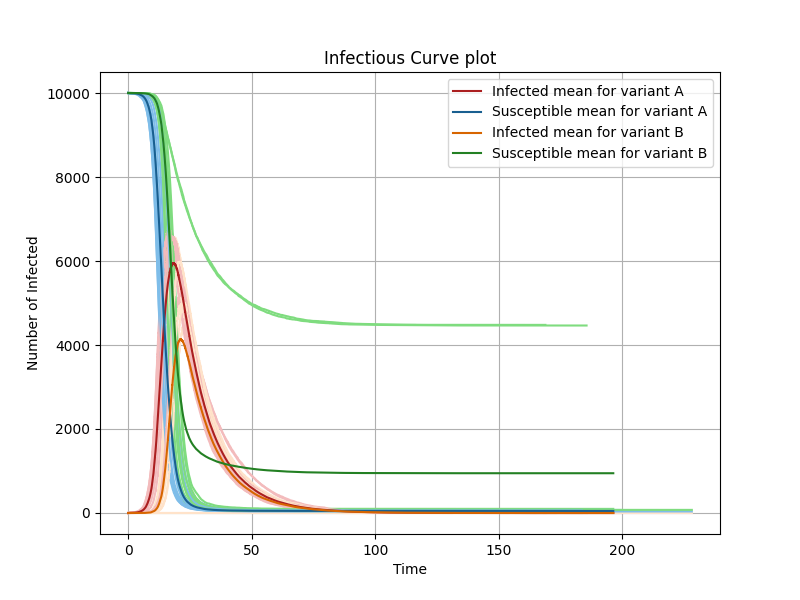 Infectious Curve plot
Infected mean for variant A
Susceptible mean for variant A
Infected mean for variant B
Susceptible mean for variant B
Number of Infected
10000
8000
6000
4000
2000
0
0 50 100 150 200
Time